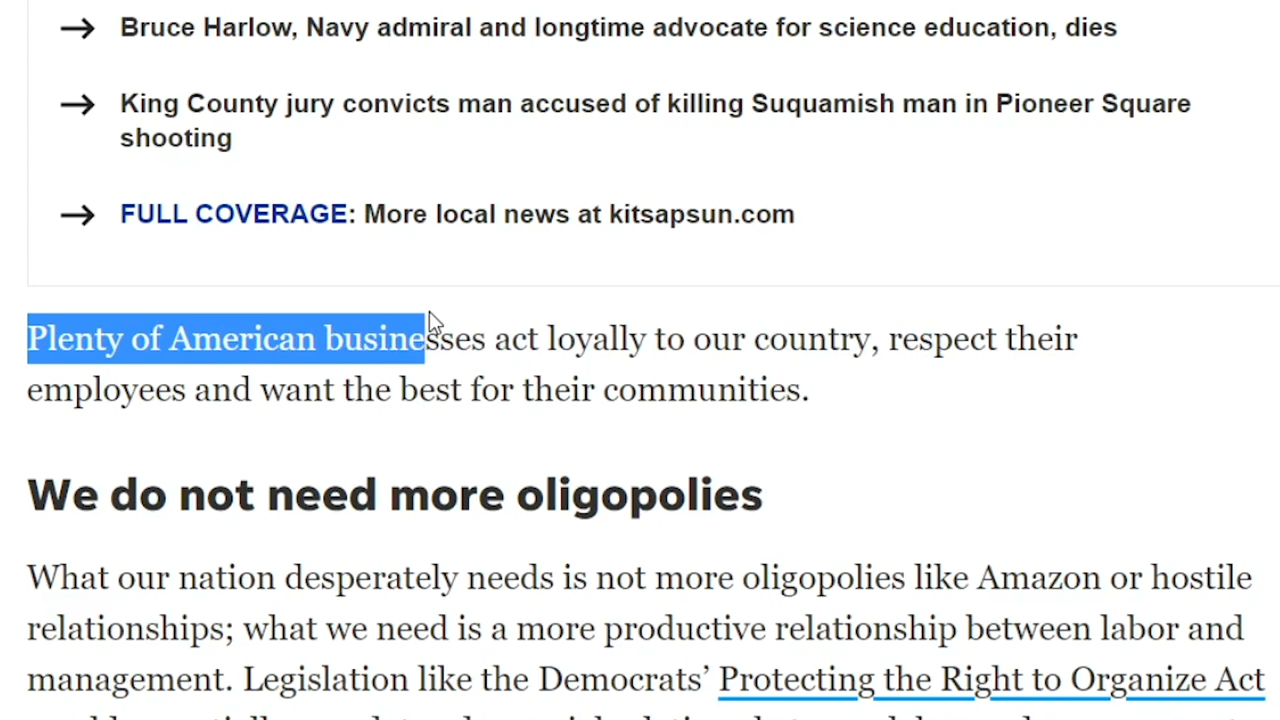 Bruce Harlow, Navy admiral and longtime advocate for science education, dies
King County jury convicts man accused of killing Suquamish man in Pioneer Square
shooting
FULL COVERAGE: More local news at kitsapsun.com
Plenty of American businesses act loyally to our country, respect their
employees and want the best for their communities.
We do not need more oligopolies
What our nation desperately needs is not more oligopolies like Amazon or hostile
relationships; what we need is a more productive relationship between labor and
management. Legislation like the Democrats’ Protecting the Right to Organize Act